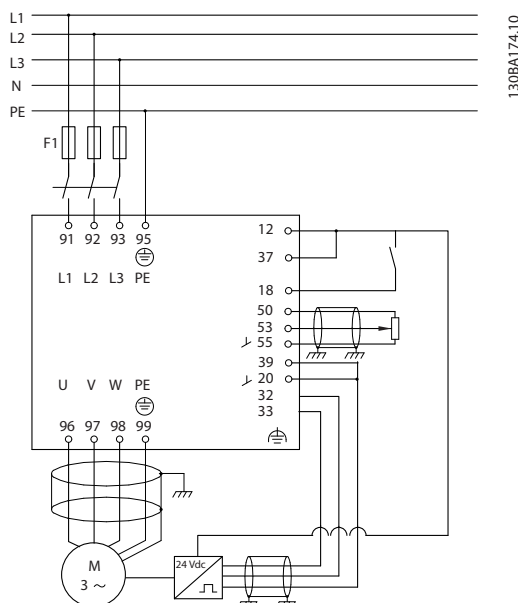 L1
L2
L3
N
PE
130BA174.10
F1
91 92 93 95
L1 L2 L3 PE
12
37
18
50
53
55
39
20
32
33
U V W PE
96 97 98 99
M
3 ~
24 Vdc